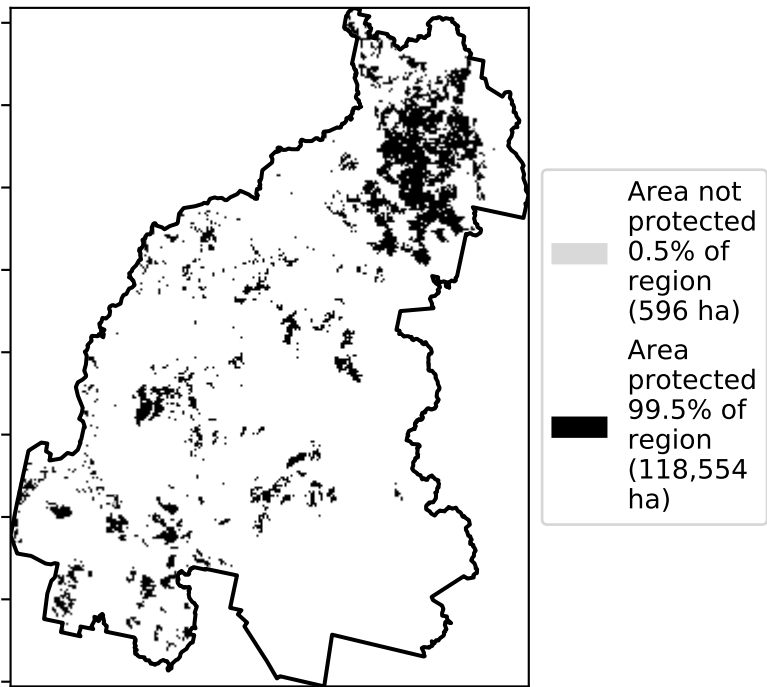 Area not
protected
0.5% of
region
(596 ha)
Area
protected
99.5% of
region
(118,554
ha)